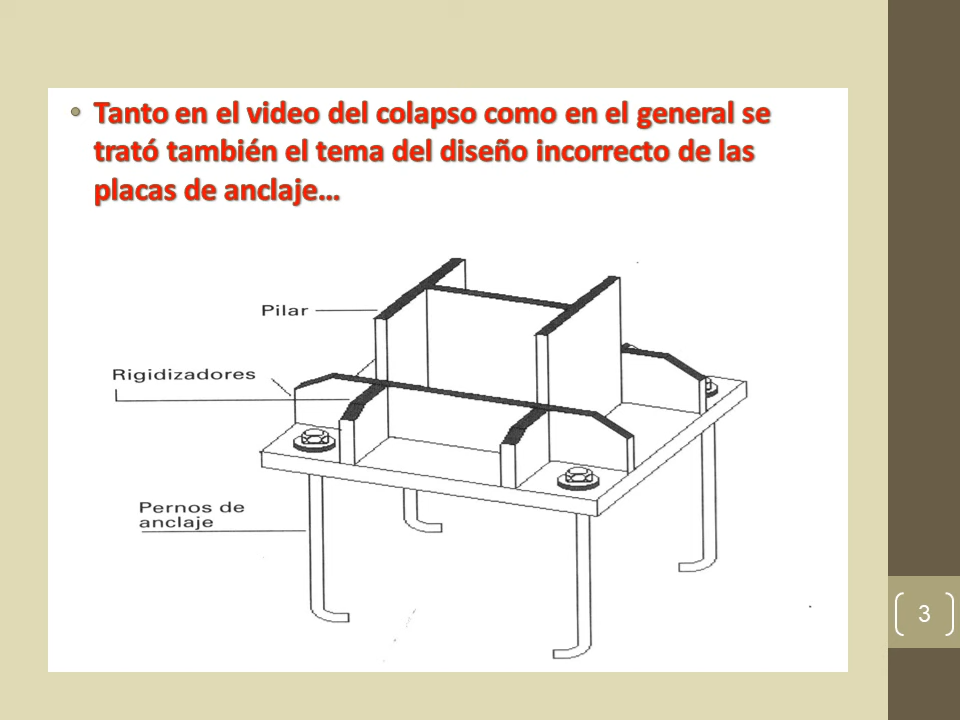 • Tanto en el video del colapso como en el general se
trató también el tema del diseño incorrecto de las
placas de anclaje…
Pilar
Rigidizadores
Pernos de
anclaje
3